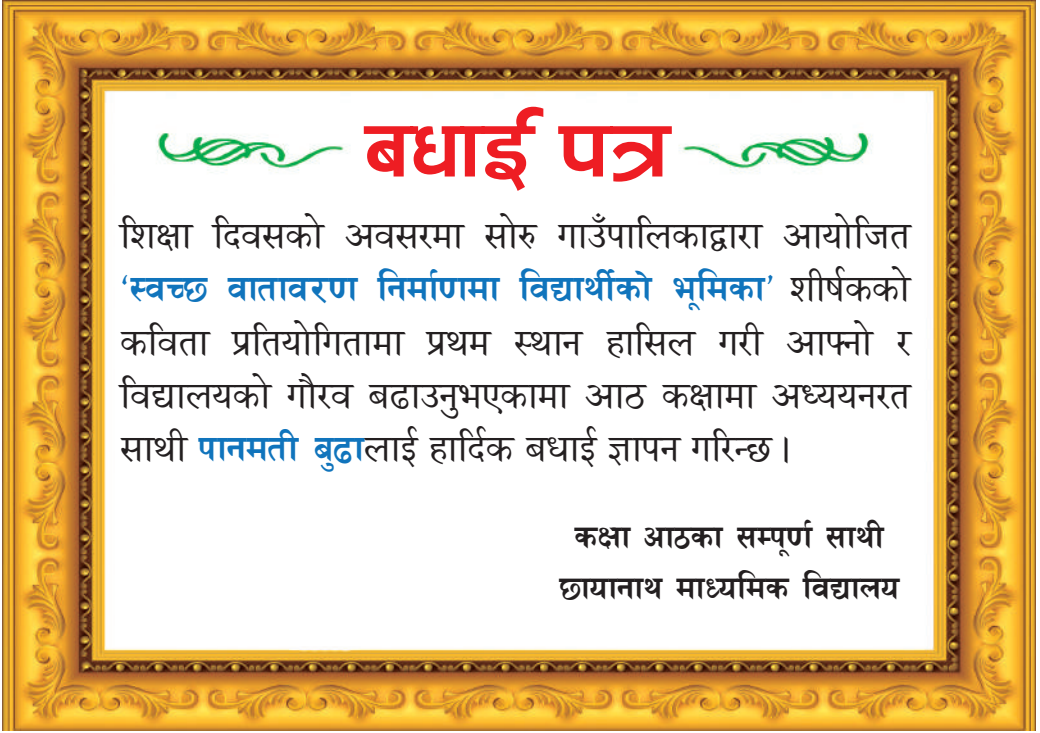 बधाई पत्र
शिक्षा दिवसको अवसरमा सोरु गाउँपालिकाद्वारा आयोजित
‘स्वच्छ वातावरण निर्माणमा विद्यार्थीको भूमिका’ शीर्षकको
कविता प्रतियोगितामा प्रथम स्थान हासिल गरी आफ्नो र
विद्यालयको गौरव बढाउनुभएकामा आठ कक्षामा अध्ययनरत
साथी पानमती बुढालाई हार्दिक बधाई ज्ञापन गरिन्छ ।
कक्षा आठका सम्पूर्ण साथी
छायानाथ माध्यमिक विद्यालय